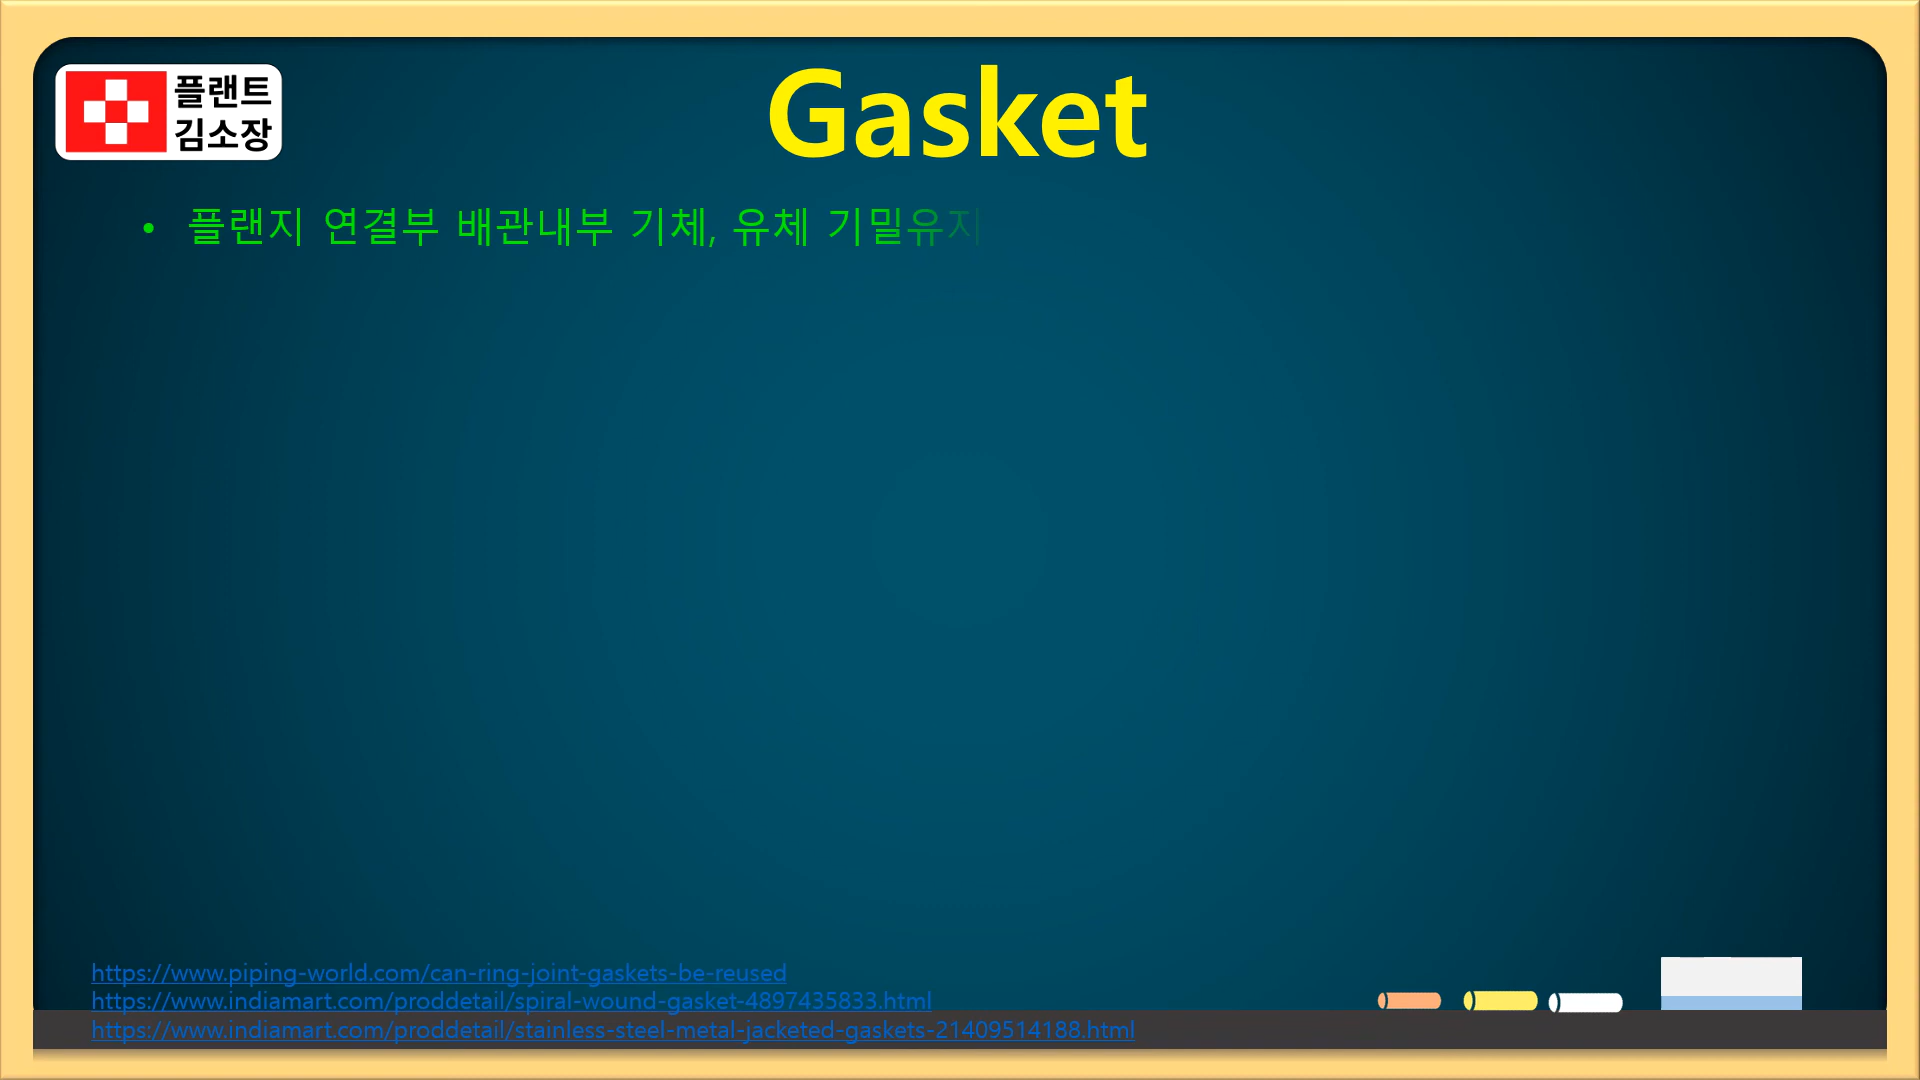 플랜트
김소장
Gasket
• 플랜지 연결부 배관내부 기체, 유체 기밀유지
https://www.piping-world.com/can-ring-joint-gaskets-be-reused
https://www.indiamart.com/proddetail/spiral-wound-gasket-4897435833.html
https://www.indiamart.com/proddetail/stainless-steel-metal-jacketed-gaskets-21409514188.html